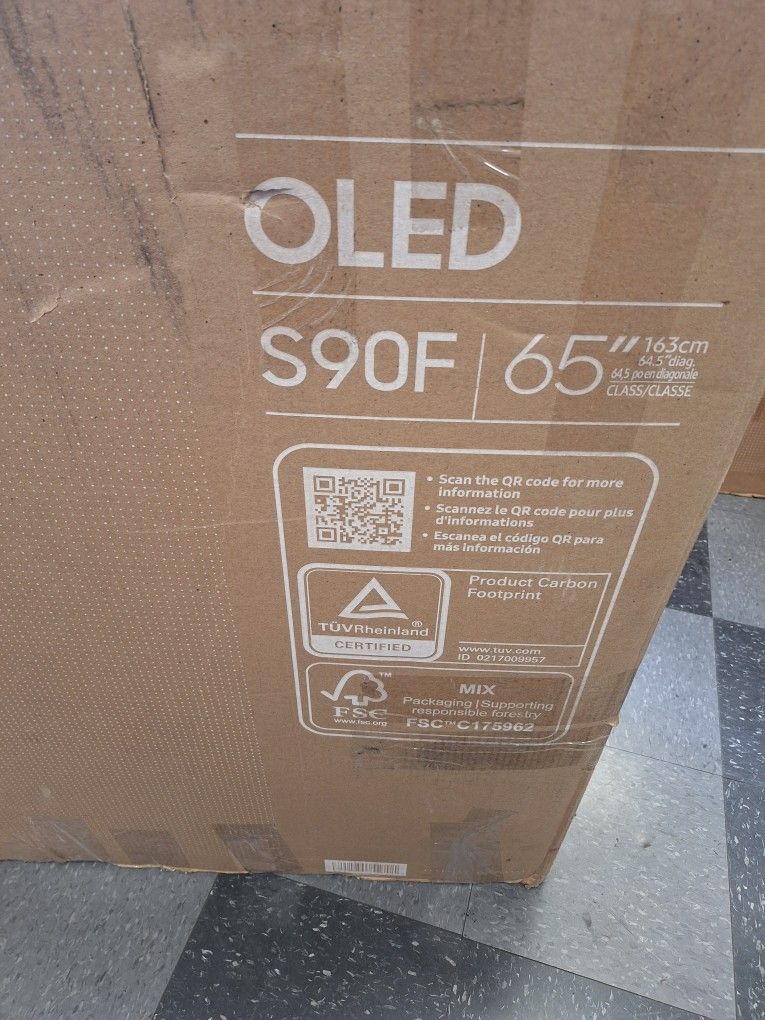 OLED
S90F
65″
163cm
64.5″diag.
64,5 po en diagonale
CLASS/CLASSE
• Scan the QR code for more
information
• Scannez le QR code pour plus
d'informations
• Escanea el código QR para
más información
TÜVRheinland®
CERTIFIED
Product Carbon
Footprint
www.tuv.com
ID 0217009957
FSC™
www.fsc.org
MIX
Packaging | Supporting
responsible forestry
FSC™ C175962